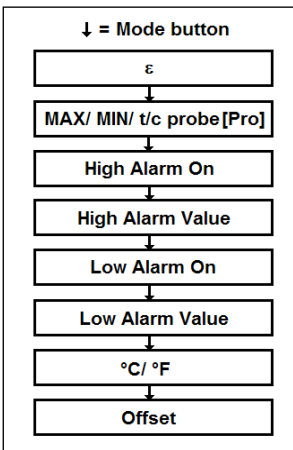 ↓ = Mode button
ε
MAX/ MIN/ t/c probe [Pro]
High Alarm On
High Alarm Value
Low Alarm On
Low Alarm Value
°C/ °F
Offset